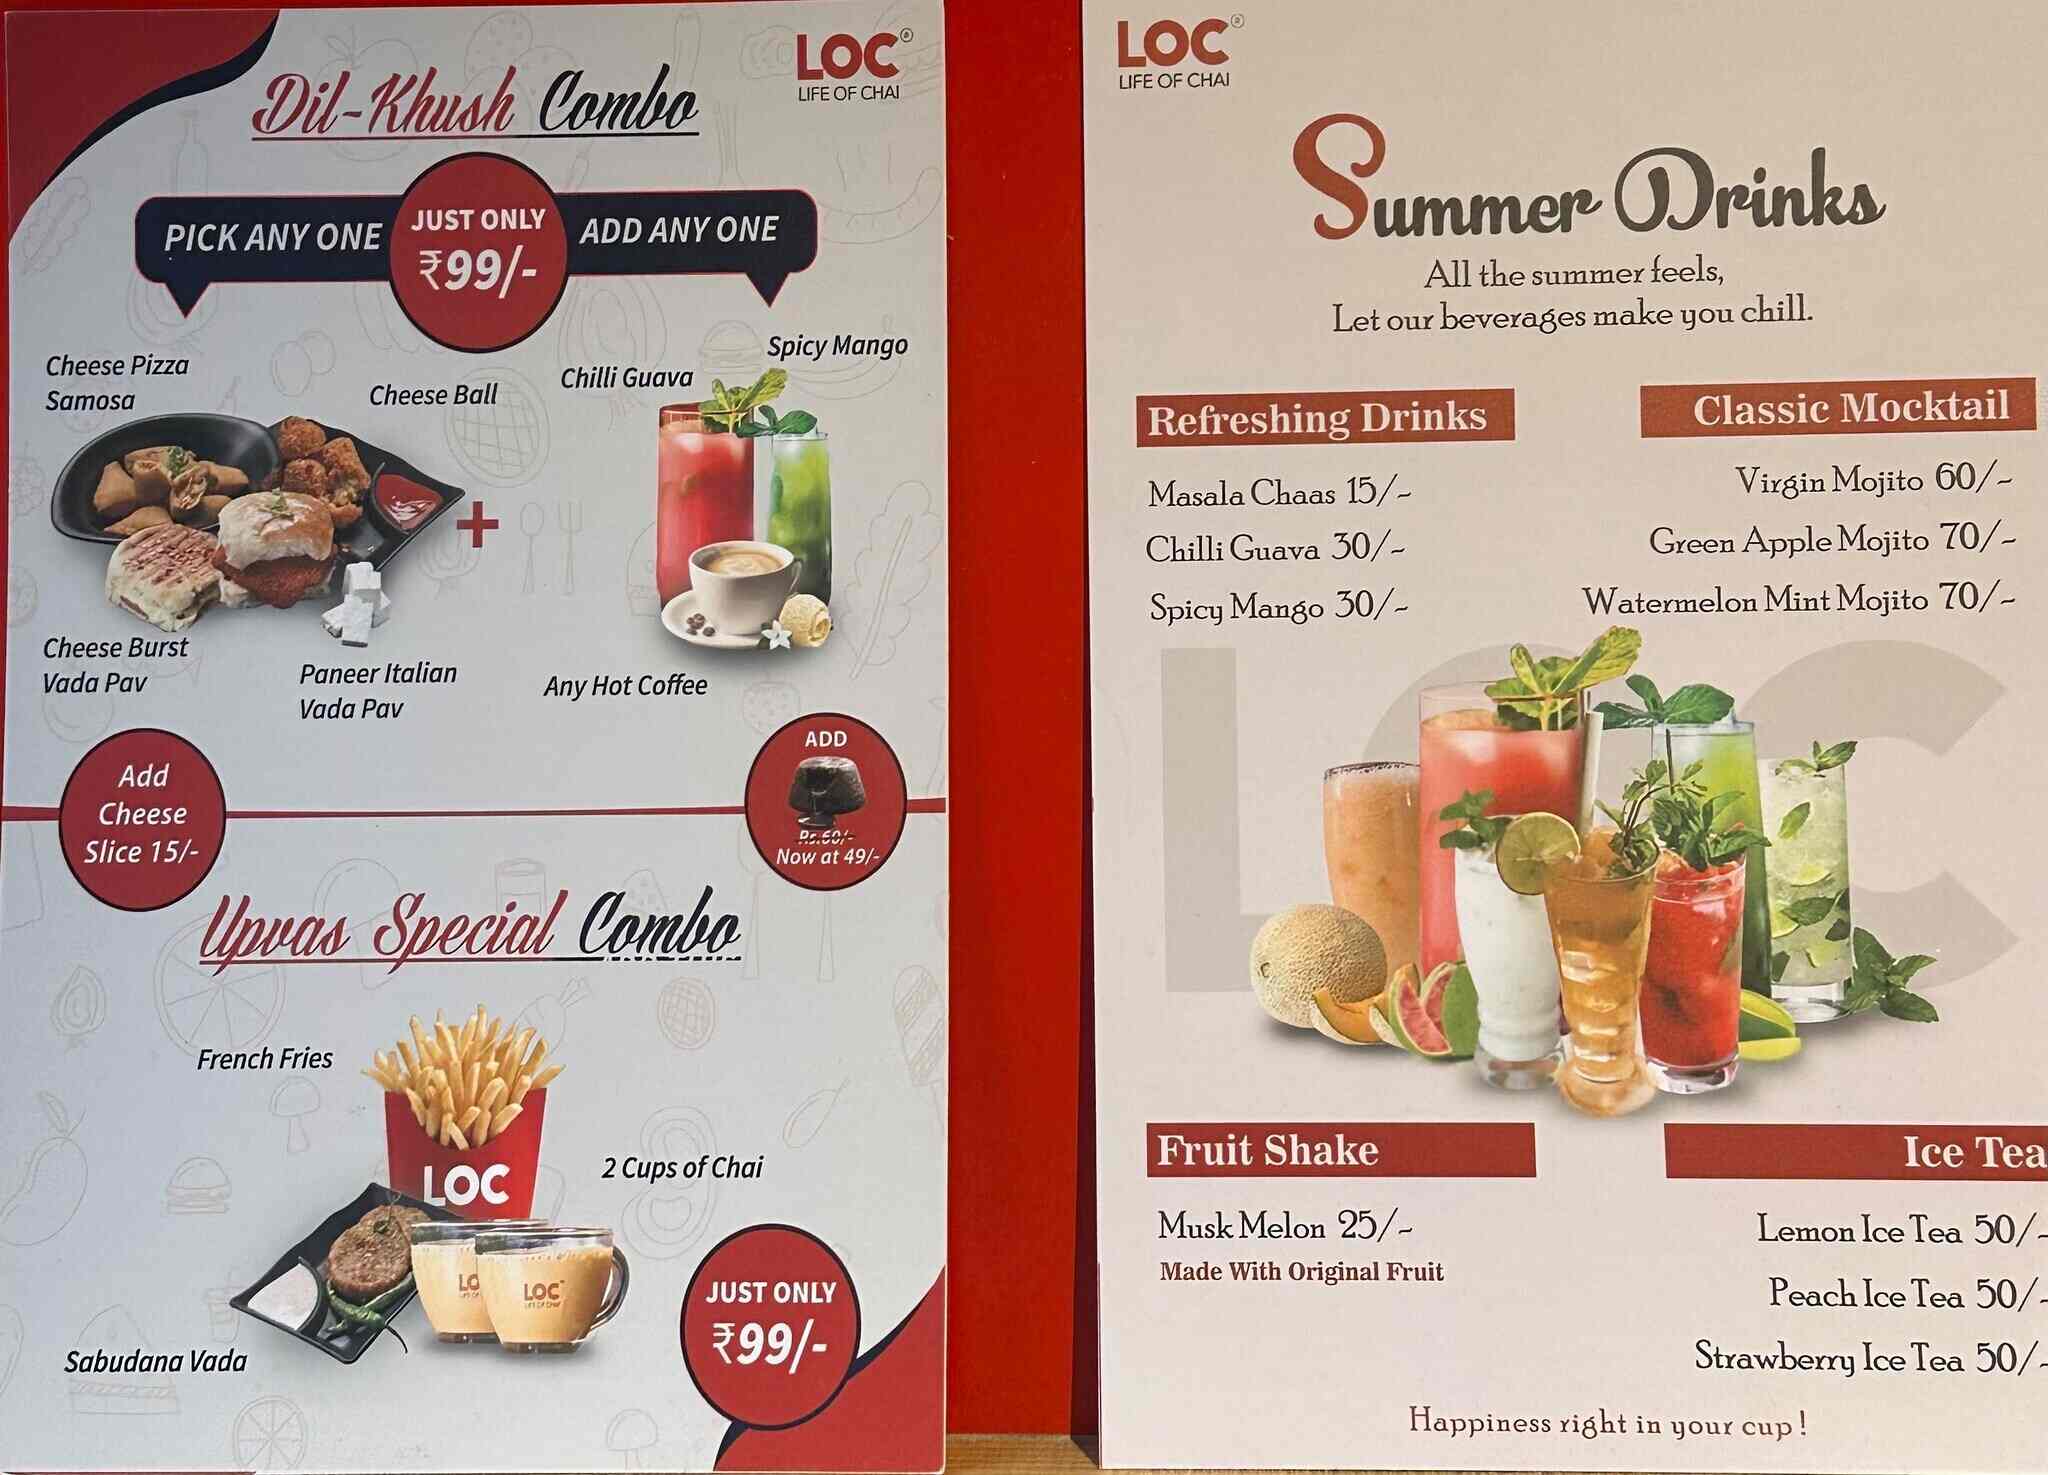 LOC®
LIFE OF CHAI
Dil-Khush Combo
PICK ANY ONE
JUST ONLY
₹99/-
ADD ANY ONE
Cheese Pizza
Samosa
Cheese Ball
Chilli Guava
Spicy Mango
Cheese Burst
Vada Pav
Paneer Italian
Vada Pav
Any Hot Coffee
Add
Cheese
Slice 15/-
ADD
Rs.60/-
Now at 49/-
Upvas Special Combo
French Fries
LOC
2 Cups of Chai
LOC
LOC
LIFE OF CHAI
Sabudana Vada
JUST ONLY
₹99/-
LOC®
LIFE OF CHAI
Summer Drinks
All the summer feels,
Let our beverages make you chill.
Refreshing Drinks
Masala Chaas 15/-
Chilli Guava 30/-
Spicy Mango 30/-
Classic Mocktail
Virgin Mojito 60/-
Green Apple Mojito 70/-
Watermelon Mint Mojito 70/-
LOC
Fruit Shake
Musk Melon 25/-
Made With Original Fruit
Ice Tea
Lemon Ice Tea 50/-
Peach Ice Tea 50/-
Strawberry Ice Tea 50/-
Happiness right in your cup !